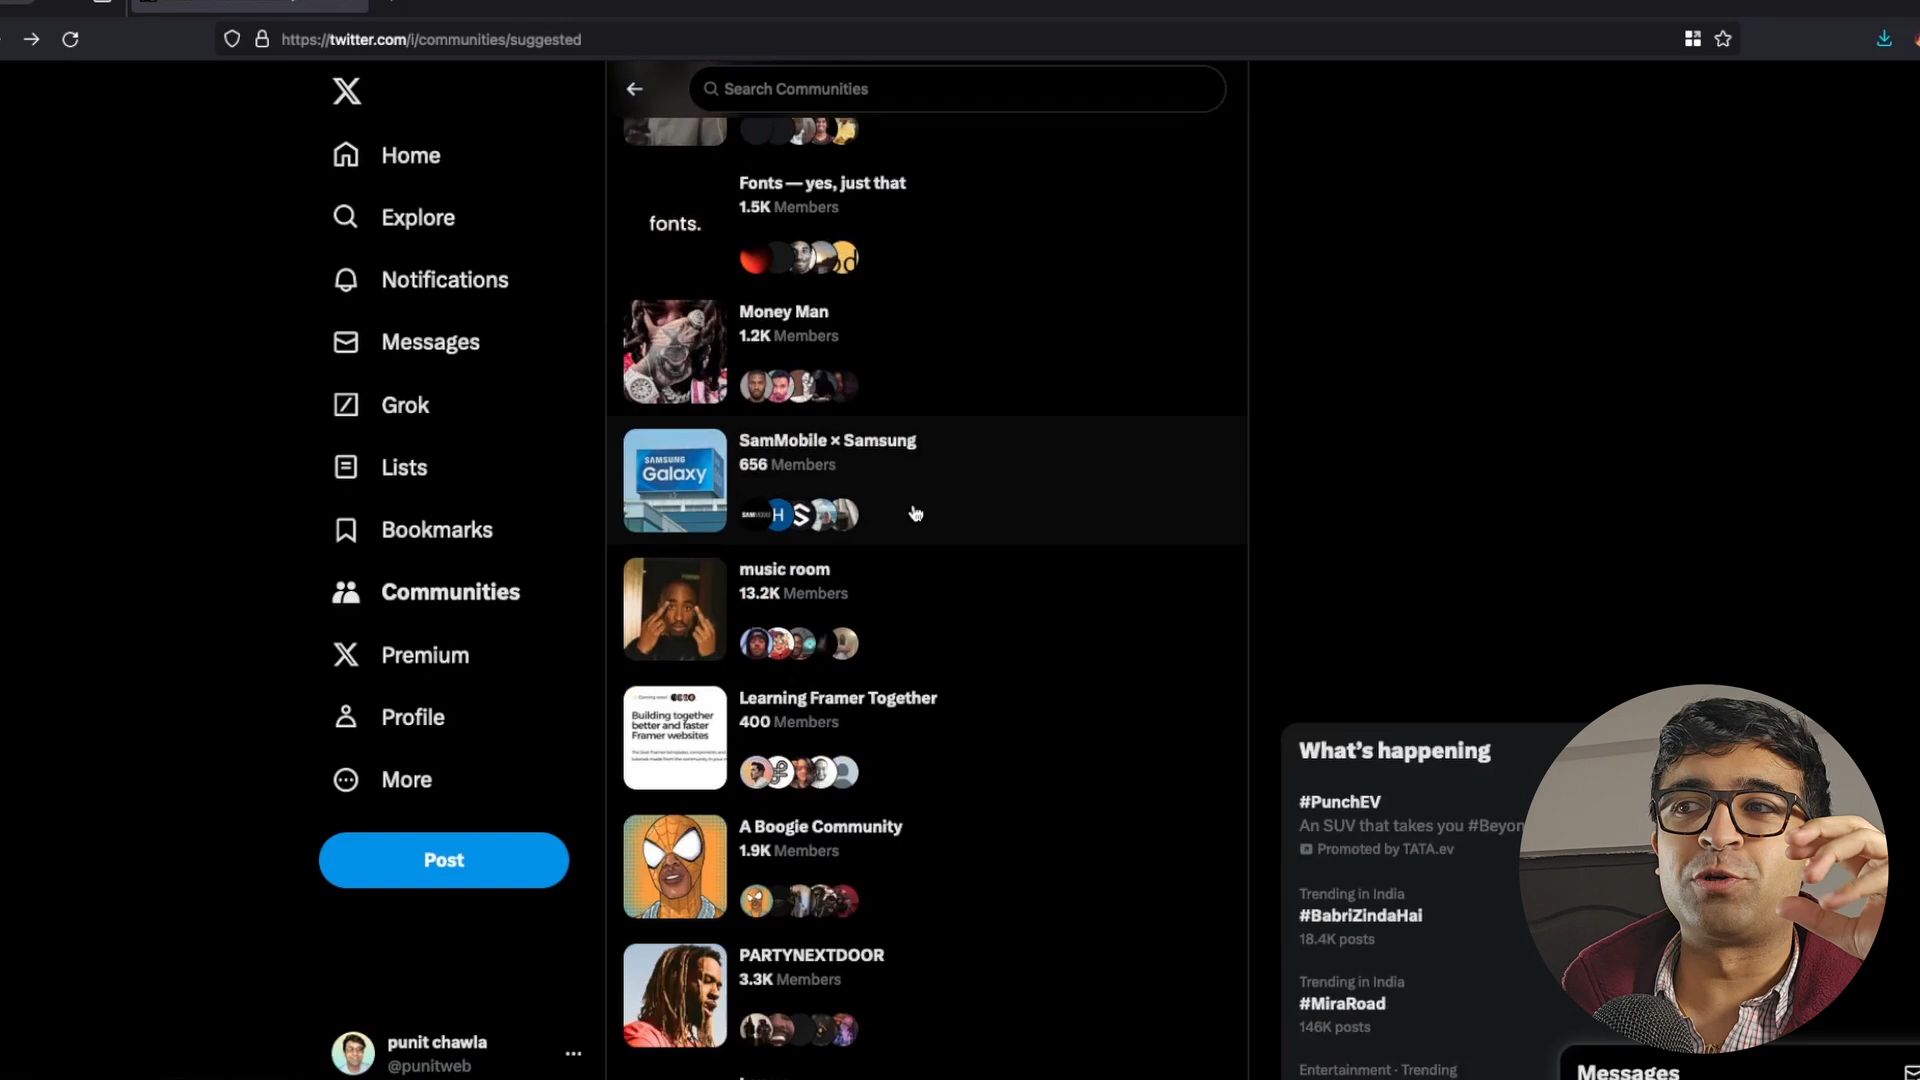 https://twitter.com/i/communities/suggested
Search Communities
Home
Explore
Notifications
Messages
Grok
Lists
Bookmarks
Communities
Premium
Profile
More
Post
punit chawla
@punitweb
fonts.
Fonts — yes, just that
1.5K Members
Money Man
1.2K Members
SAMSUNG
Galaxy
SamMobile × Samsung
656 Members
H
music room
13.2K Members
Building together
better and faster
Framer websites
Learning Framer Together
400 Members
A Boogie Community
1.9K Members
PARTYNEXTDOOR
3.3K Members
What's happening
#PunchEV
An SUV that takes you #Beyon
Promoted by TATA.ev
Trending in India
#BabriZindaHai
18.4K posts
Trending in India
#MiraRoad
146K posts
Entertainment · Trending
Messages